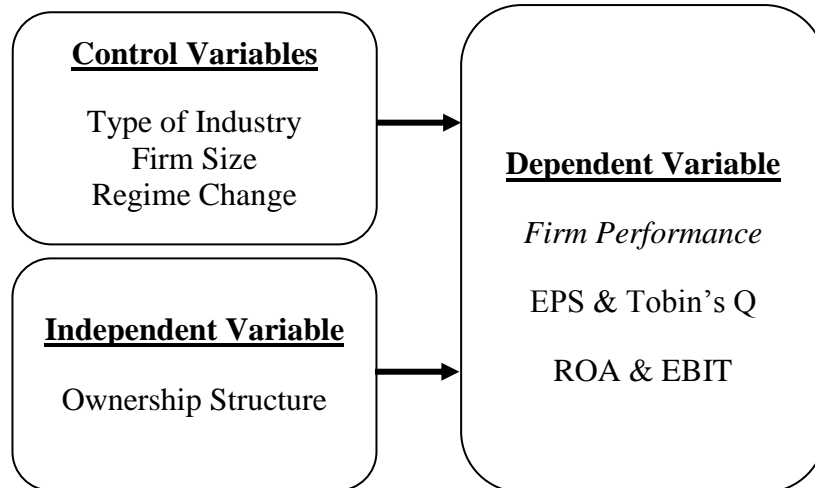 Control Variables
Type of Industry
Firm Size
Regime Change
Independent Variable
Ownership Structure
Dependent Variable
Firm Performance
EPS & Tobin’s Q
ROA & EBIT